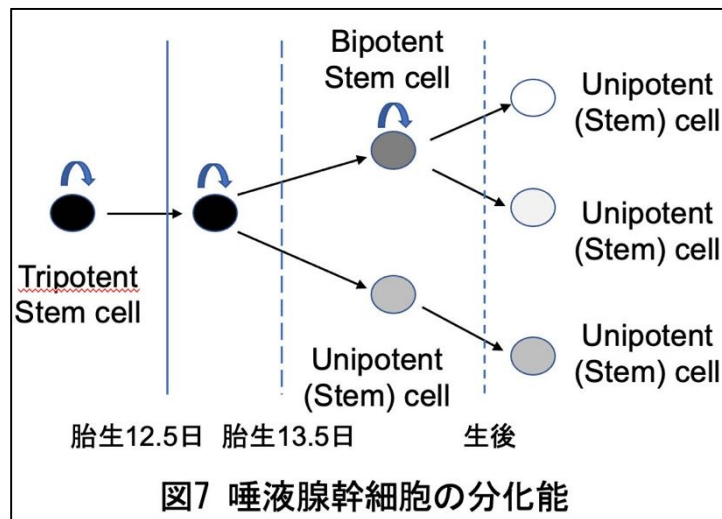 Bipotent
Stem cell
Unipotent
(Stem) cell
Tripotent
Stem cell
Unipotent
(Stem) cell
Unipotent
(Stem) cell
Unipotent
(Stem) cell
胎生12.5日 胎生13.5日 生後
図7 唾液腺幹細胞の分化能